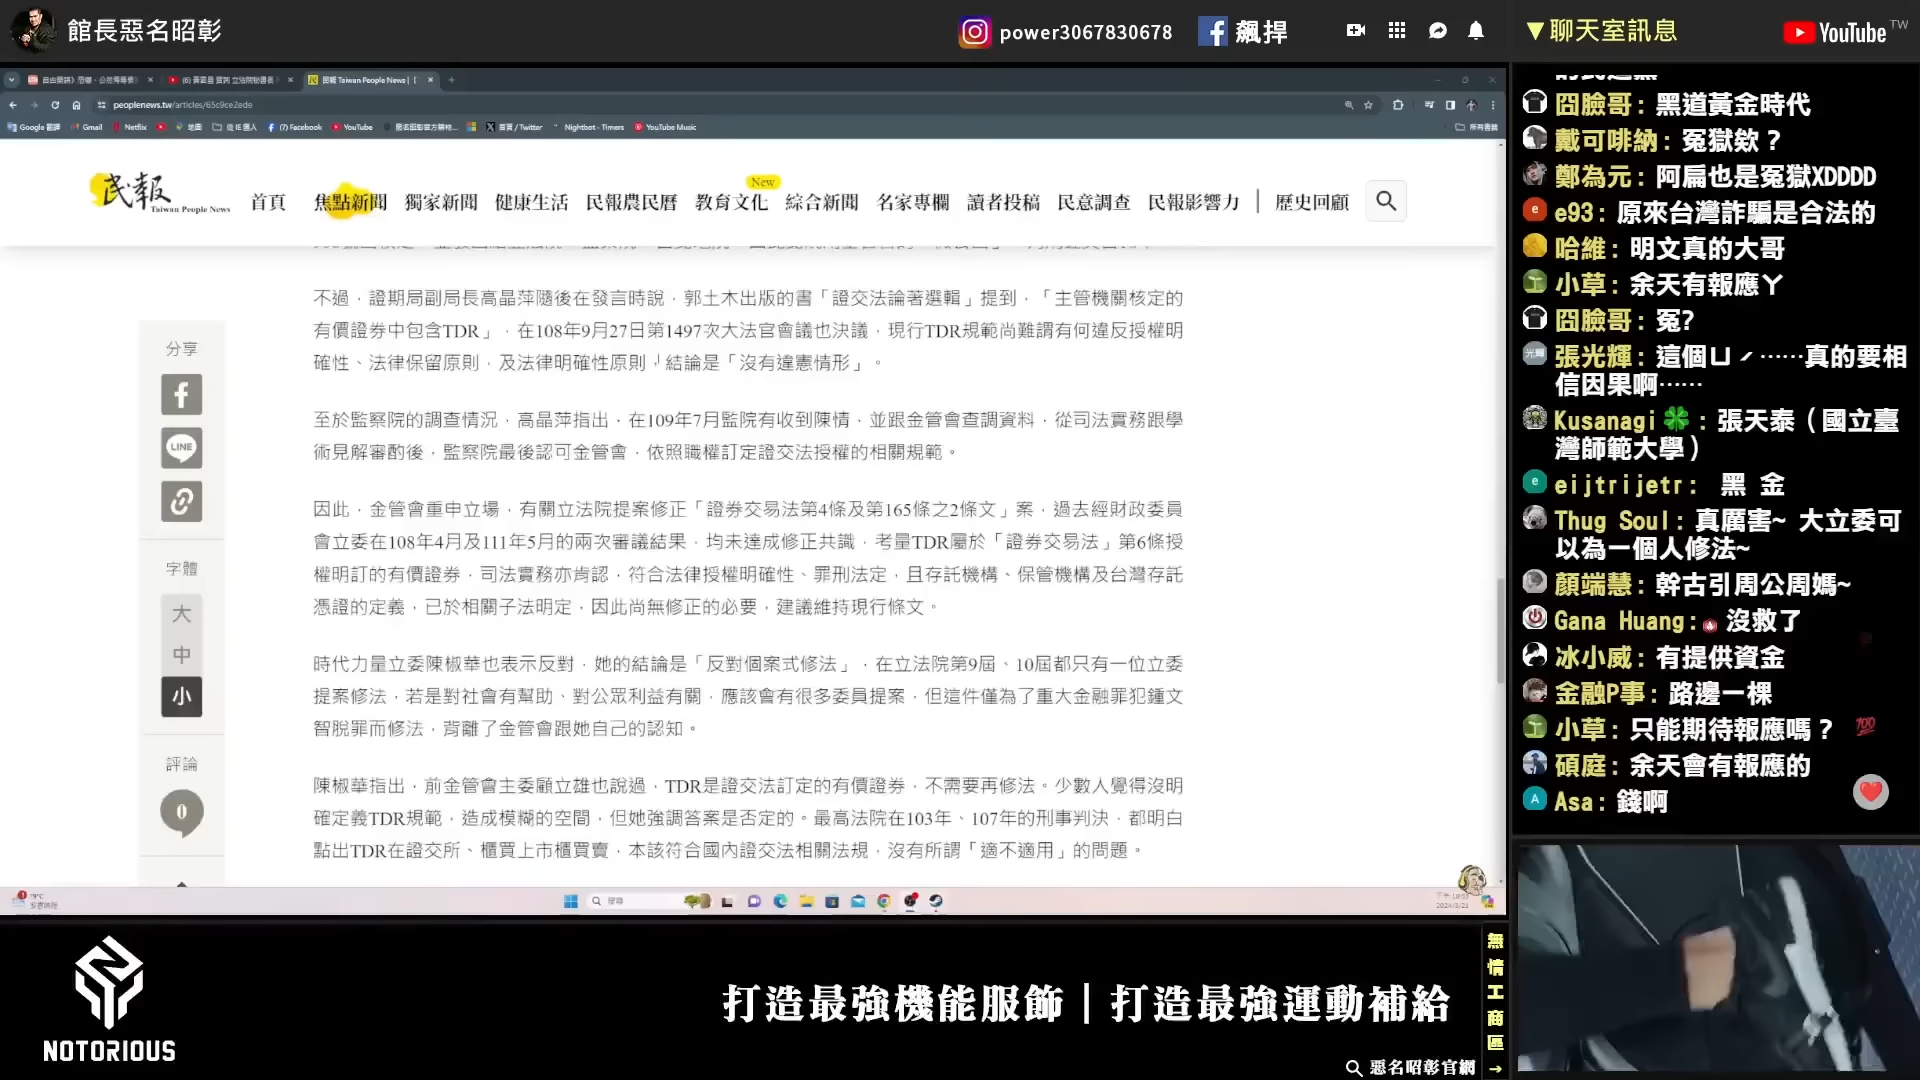 館長惡名昭彰
power3067830678
飆捍
▼聊天室訊息
YouTube TW
民報 Taiwan People News | [
peoplenews.tw/articles/65c9ce2ede
Google 翻譯
Gmail
Netflix
地圖
從 IE 匯入
(7) Facebook
YouTube
首頁 / Twitter
Nightbot - Timers
YouTube Music
所有書籤
民報
Taiwan People News
首頁
焦點新聞
獨家新聞
健康生活
民報農民曆
教育文化
New
綜合新聞
名家專欄
讀者投稿
民意調查
民報影響力
歷史回顧
分享
LINE
字體
大
中
小
評論
0
不過，證期局副局長高晶萍隨後在發言時說，郭土木出版的書「證交法論著選輯」提到，「主管機關核定的
有價證券中包含TDR」，在108年9月27日第1497次大法官會議也決議，現行TDR規範尚難謂有何違反授權明
確性、法律保留原則，及法律明確性原則，結論是「沒有違憲情形」。
至於監察院的調查情況，高晶萍指出，在109年7月監院有收到陳情，並跟金管會查調資料，從司法實務跟學
術見解審酌後，監察院最後認可金管會，依照職權訂定證交法授權的相關規範。
因此，金管會重申立場，有關立法院提案修正「證券交易法第4條及第165條之2條文」案，過去經財政委員
會立委在108年4月及111年5月的兩次審議結果，均未達成修正共識，考量TDR屬於「證券交易法」第6條授
權明訂的有價證券，司法實務亦肯認，符合法律授權明確性、罪刑法定，且存託機構、保管機構及台灣存託
憑證的定義，已於相關子法明定，因此尚無修正的必要，建議維持現行條文。
時代力量立委陳椒華也表示反對，她的結論是「反對個案式修法」，在立法院第9屆、10屆都只有一位立委
提案修法，若是對社會有幫助、對公眾利益有關，應該會有很多委員提案，但這件僅為了重大金融罪犯鍾文
智脫罪而修法，背離了金管會跟她自己的認知。
陳椒華指出，前金管會主委顧立雄也說過，TDR是證交法訂定的有價證券，不需要再修法。少數人覺得沒明
確定義TDR規範，造成模糊的空間，但她強調答案是否定的。最高法院在103年、107年的刑事判決，都明白
點出TDR在證交所、櫃買上市櫃買賣，本該符合國內證交法相關法規，沒有所謂「適不適用」的問題。
搜尋
2024/3/21
囧臉哥: 黑道黃金時代
戴可啡納: 冤獄欸？
鄭為元: 阿扁也是冤獄XDDDD
e93: 原來台灣詐騙是合法的
哈維: 明文真的大哥
小草: 余天有報應ㄚ
囧臉哥: 冤?
張光輝: 這個ㄩˊ⋯⋯真的要相
信因果啊⋯⋯
Kusanagi🍀: 張天泰（國立臺
灣師範大學）
eijtrijetr: 黑 金
Thug Soul: 真厲害~ 大立委可
以為一個人修法~
顏端慧: 幹古引周公周媽~
Gana Huang: 沒救了
冰小威: 有提供資金
金融P事: 路邊一棵
小草: 只能期待報應嗎？
💯
碩庭: 余天會有報應的
Asa: 錢啊
NOTORIOUS
打造最強機能服飾｜打造最強運動補給
惡名昭彰官網
無情工商區→